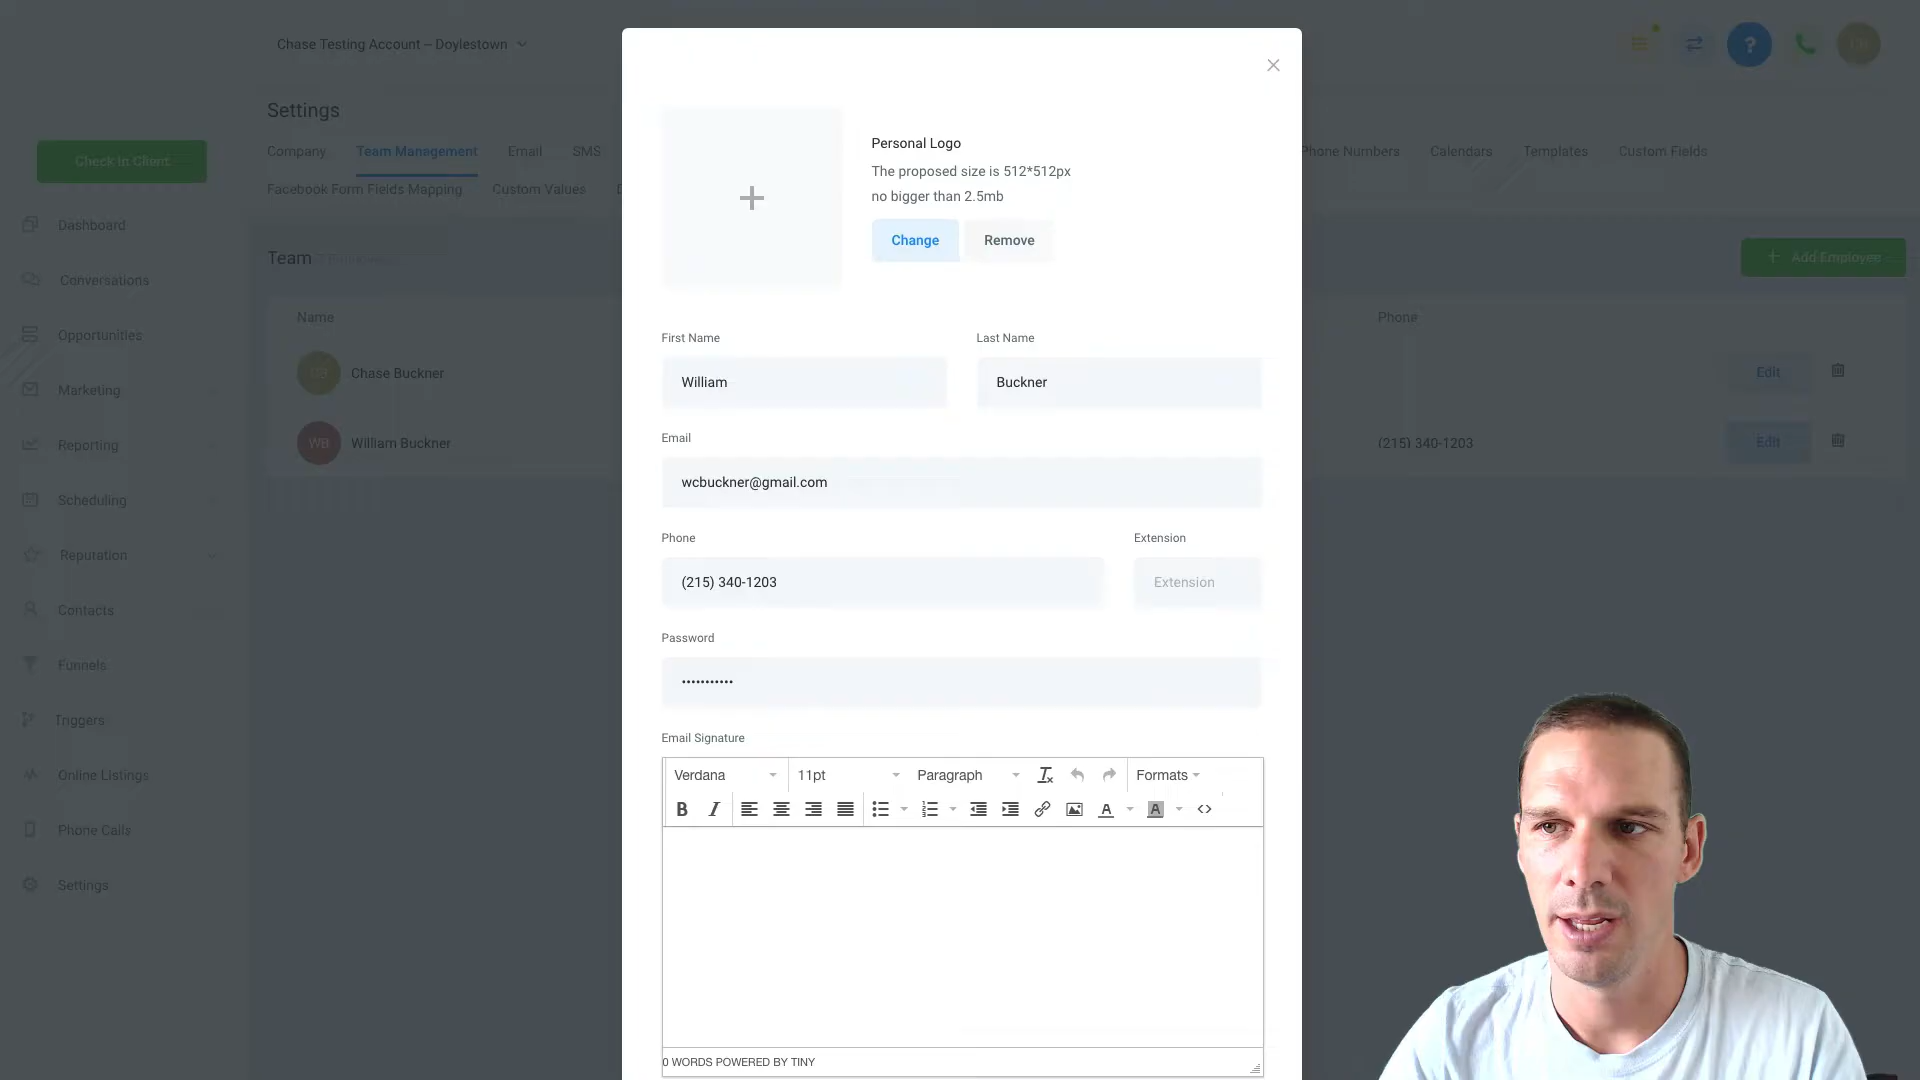 Chase Testing Account – Doylestown
?
Settings
Check In Client
Company
Team Management
Email
SMS
Phone Numbers
Calendars
Templates
Custom Fields
Facebook Form Fields Mapping
Custom Values
Dashboard
Conversations
Opportunities
Marketing
Reporting
Scheduling
Reputation
Contacts
Funnels
Triggers
Online Listings
Phone Calls
Settings
Team
Add Employee
Name
Phone
CB
Chase Buckner
Edit
WB
William Buckner
(215) 340-1203
Edit
Personal Logo
The proposed size is 512*512px
no bigger than 2.5mb
Change
Remove
First Name
Last Name
William
Buckner
Email
wcbuckner@gmail.com
Phone
Extension
(215) 340-1203
Extension
Password
•••••••••••
Email Signature
Verdana
11pt
Paragraph
Formats
0 WORDS POWERED BY TINY